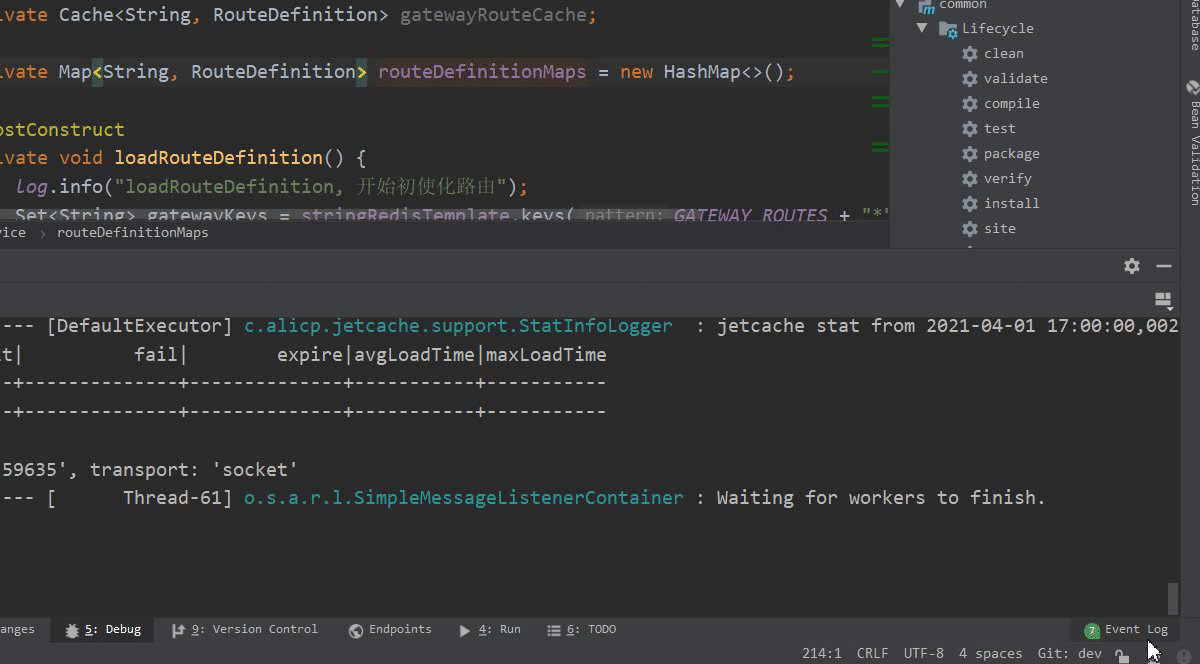 ivate Cache<String, RouteDefinition> gatewayRouteCache;
ivate Map<String, RouteDefinition> routeDefinitionMaps = new HashMap<>();
ostConstruct
ivate void loadRouteDefinition() {
log.info("loadRouteDefinition, 开始初使化路由");
Set<String> gatewayKeys = stringRedisTemplate.keys( pattern: GATEWAY_ROUTES + "*"
vice › routeDefinitionMaps
common
Lifecycle
clean
validate
compile
test
package
verify
install
site
Database
Bean Validation
--- [DefaultExecutor] c.alicp.jetcache.support.StatInfoLogger  : jetcache stat from 2021-04-01 17:00:00,002
t|          fail|        expire|avgLoadTime|maxLoadTime
-+--------------+--------------+-----------+-----------
-+--------------+--------------+-----------+-----------
59635', transport: 'socket'
--- [      Thread-61] o.s.a.r.l.SimpleMessageListenerContainer : Waiting for workers to finish.
anges
5: Debug
9: Version Control
Endpoints
4: Run
6: TODO
7 Event Log
214:1 CRLF UTF-8 4 spaces Git: dev